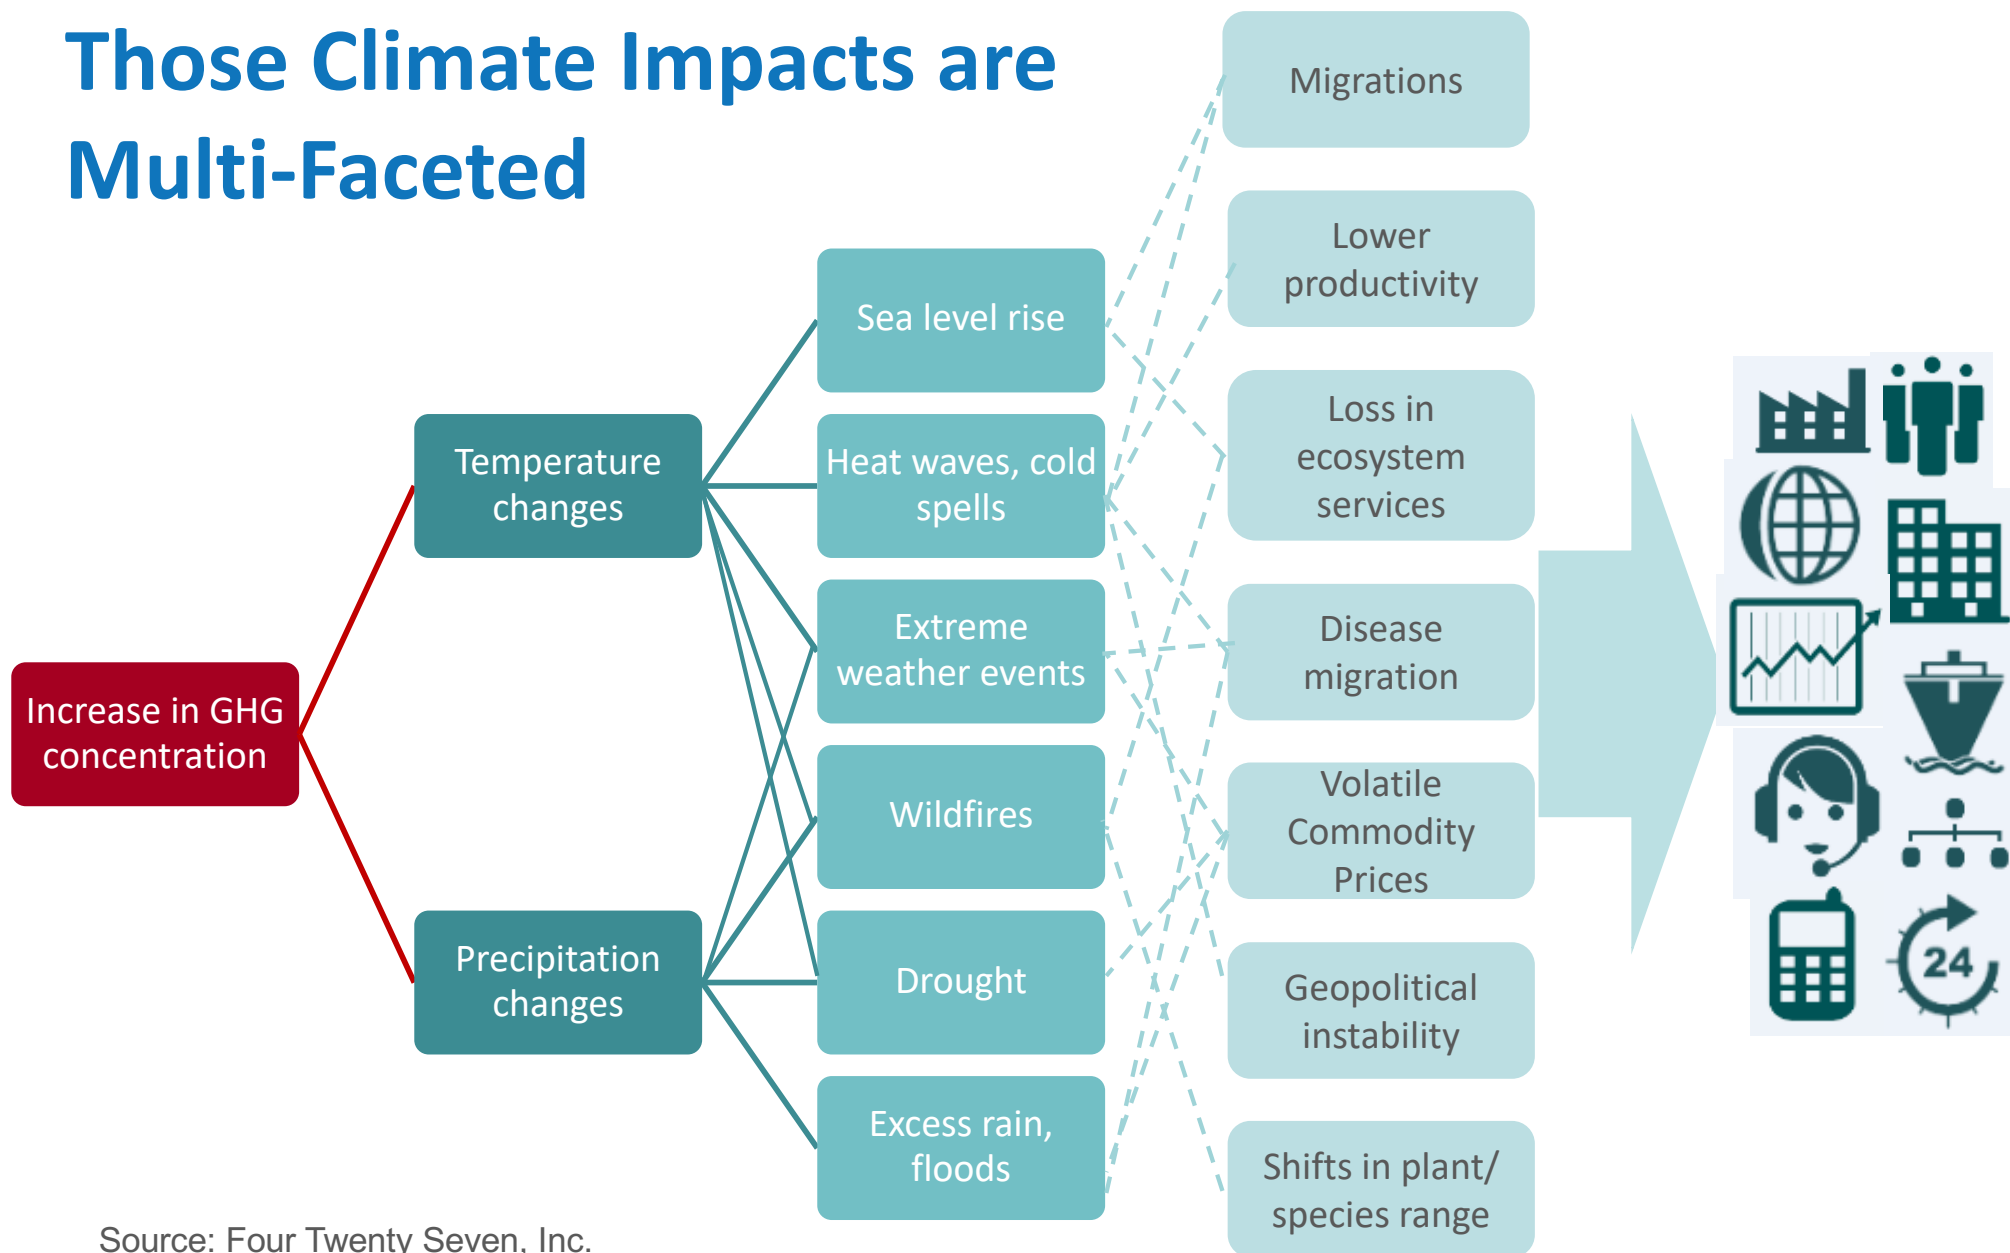 Those Climate Impacts are
Multi-Faceted
Increase in GHG
concentration
Temperature
changes
Precipitation
changes
Sea level rise
Heat waves, cold
spells
Extreme
weather events
Wildfires
Drought
Excess rain,
floods
Migrations
Lower
productivity
Loss in
ecosystem
services
Disease
migration
Volatile
Commodity
Prices
Geopolitical
instability
Shifts in plant/
species range
24
Source: Four Twenty Seven, Inc.